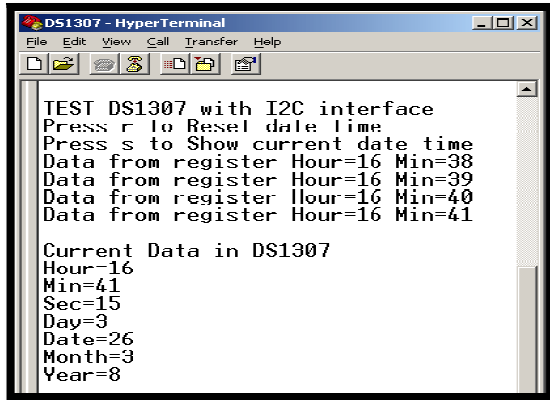 DS1307 - HyperTerminal
File Edit View Call Transfer Help
TEST DS1307 with I2C interface
Press r To Reset date time
Press s to Show current date time
Data from register Hour=16 Min=38
Data from register Hour=16 Min=39
Data from register Hour=16 Min=40
Data from register Hour=16 Min=41
Current Data in DS1307
Hour=16
Min=41
Sec=15
Day=3
Date=26
Month=3
Year=8